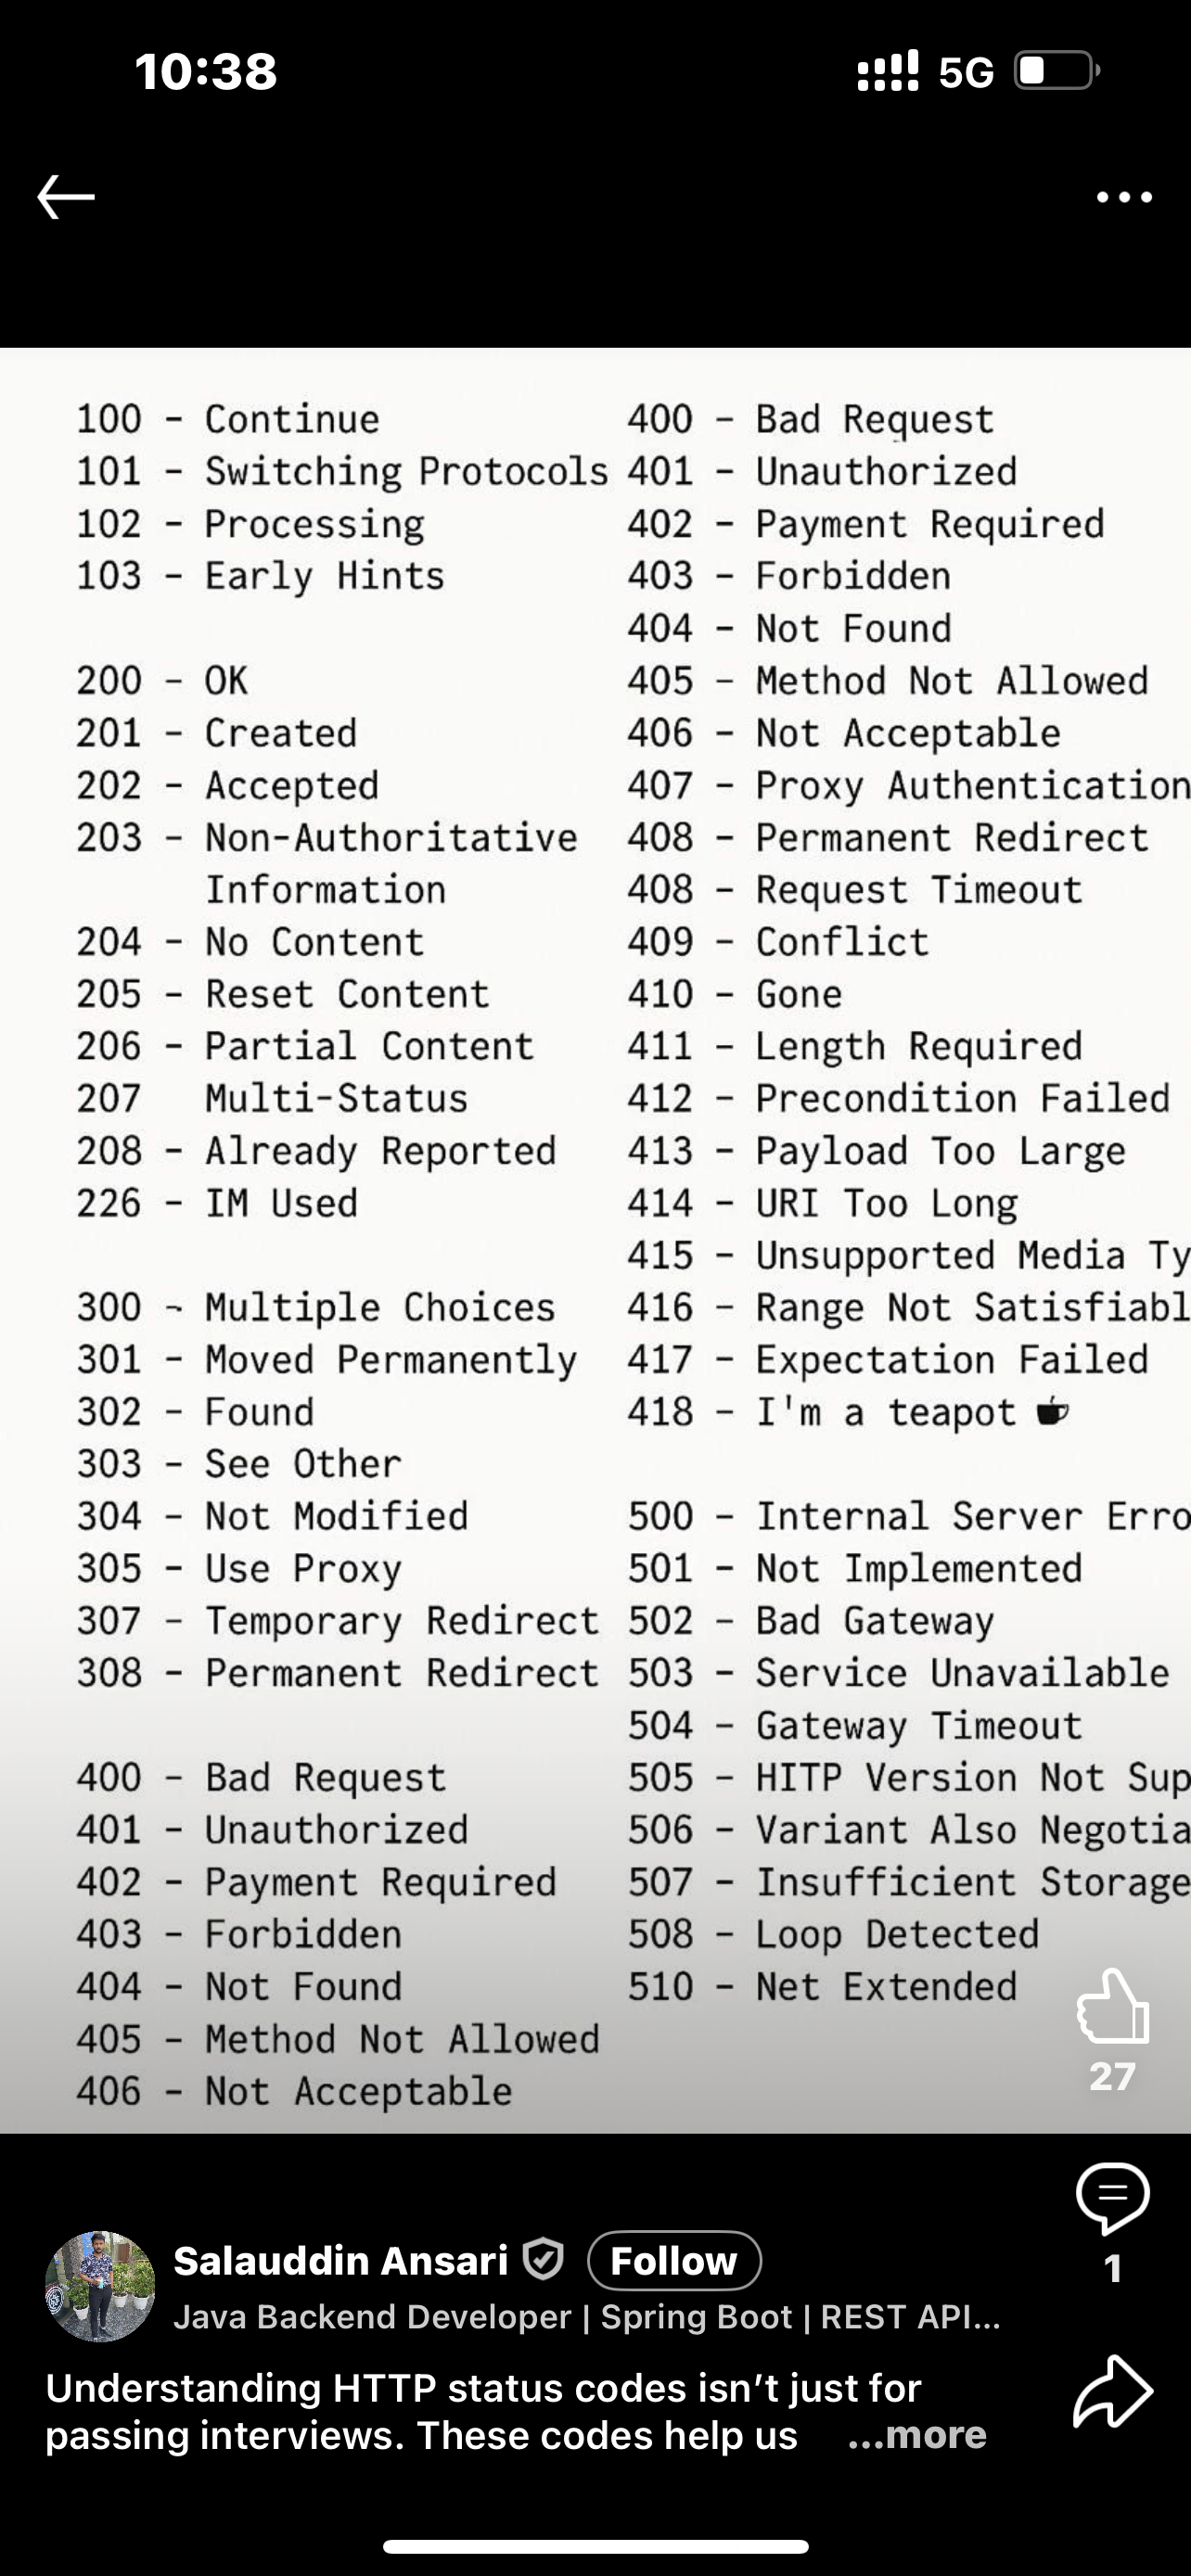 10:38
5G
100 - Continue
101 - Switching Protocols
102 - Processing
103 - Early Hints
200 - OK
201 - Created
202 - Accepted
203 - Non-Authoritative
Information
204 - No Content
205 - Reset Content
206 - Partial Content
207 Multi-Status
208 - Already Reported
226 - IM Used
300 - Multiple Choices
301 - Moved Permanently
302 - Found
303 - See Other
304 - Not Modified
305 - Use Proxy
307 - Temporary Redirect
308 - Permanent Redirect
400 - Bad Request
401 - Unauthorized
402 - Payment Required
403 - Forbidden
404 - Not Found
405 - Method Not Allowed
406 - Not Acceptable
400 - Bad Request
401 - Unauthorized
402 - Payment Required
403 - Forbidden
404 - Not Found
405 - Method Not Allowed
406 - Not Acceptable
407 - Proxy Authentication
408 - Permanent Redirect
408 - Request Timeout
409 - Conflict
410 - Gone
411 - Length Required
412 - Precondition Failed
413 - Payload Too Large
414 - URI Too Long
415 - Unsupported Media Ty
416 - Range Not Satisfiabl
417 - Expectation Failed
418 - I'm a teapot
500 - Internal Server Erro
501 - Not Implemented
502 - Bad Gateway
503 - Service Unavailable
504 - Gateway Timeout
505 - HITP Version Not Sup
506 - Variant Also Negotia
507 - Insufficient Storage
508 - Loop Detected
510 - Net Extended
27
1
Salauddin Ansari Follow
Java Backend Developer | Spring Boot | REST API...
Understanding HTTP status codes isn’t just for
passing interviews. These codes help us ...more